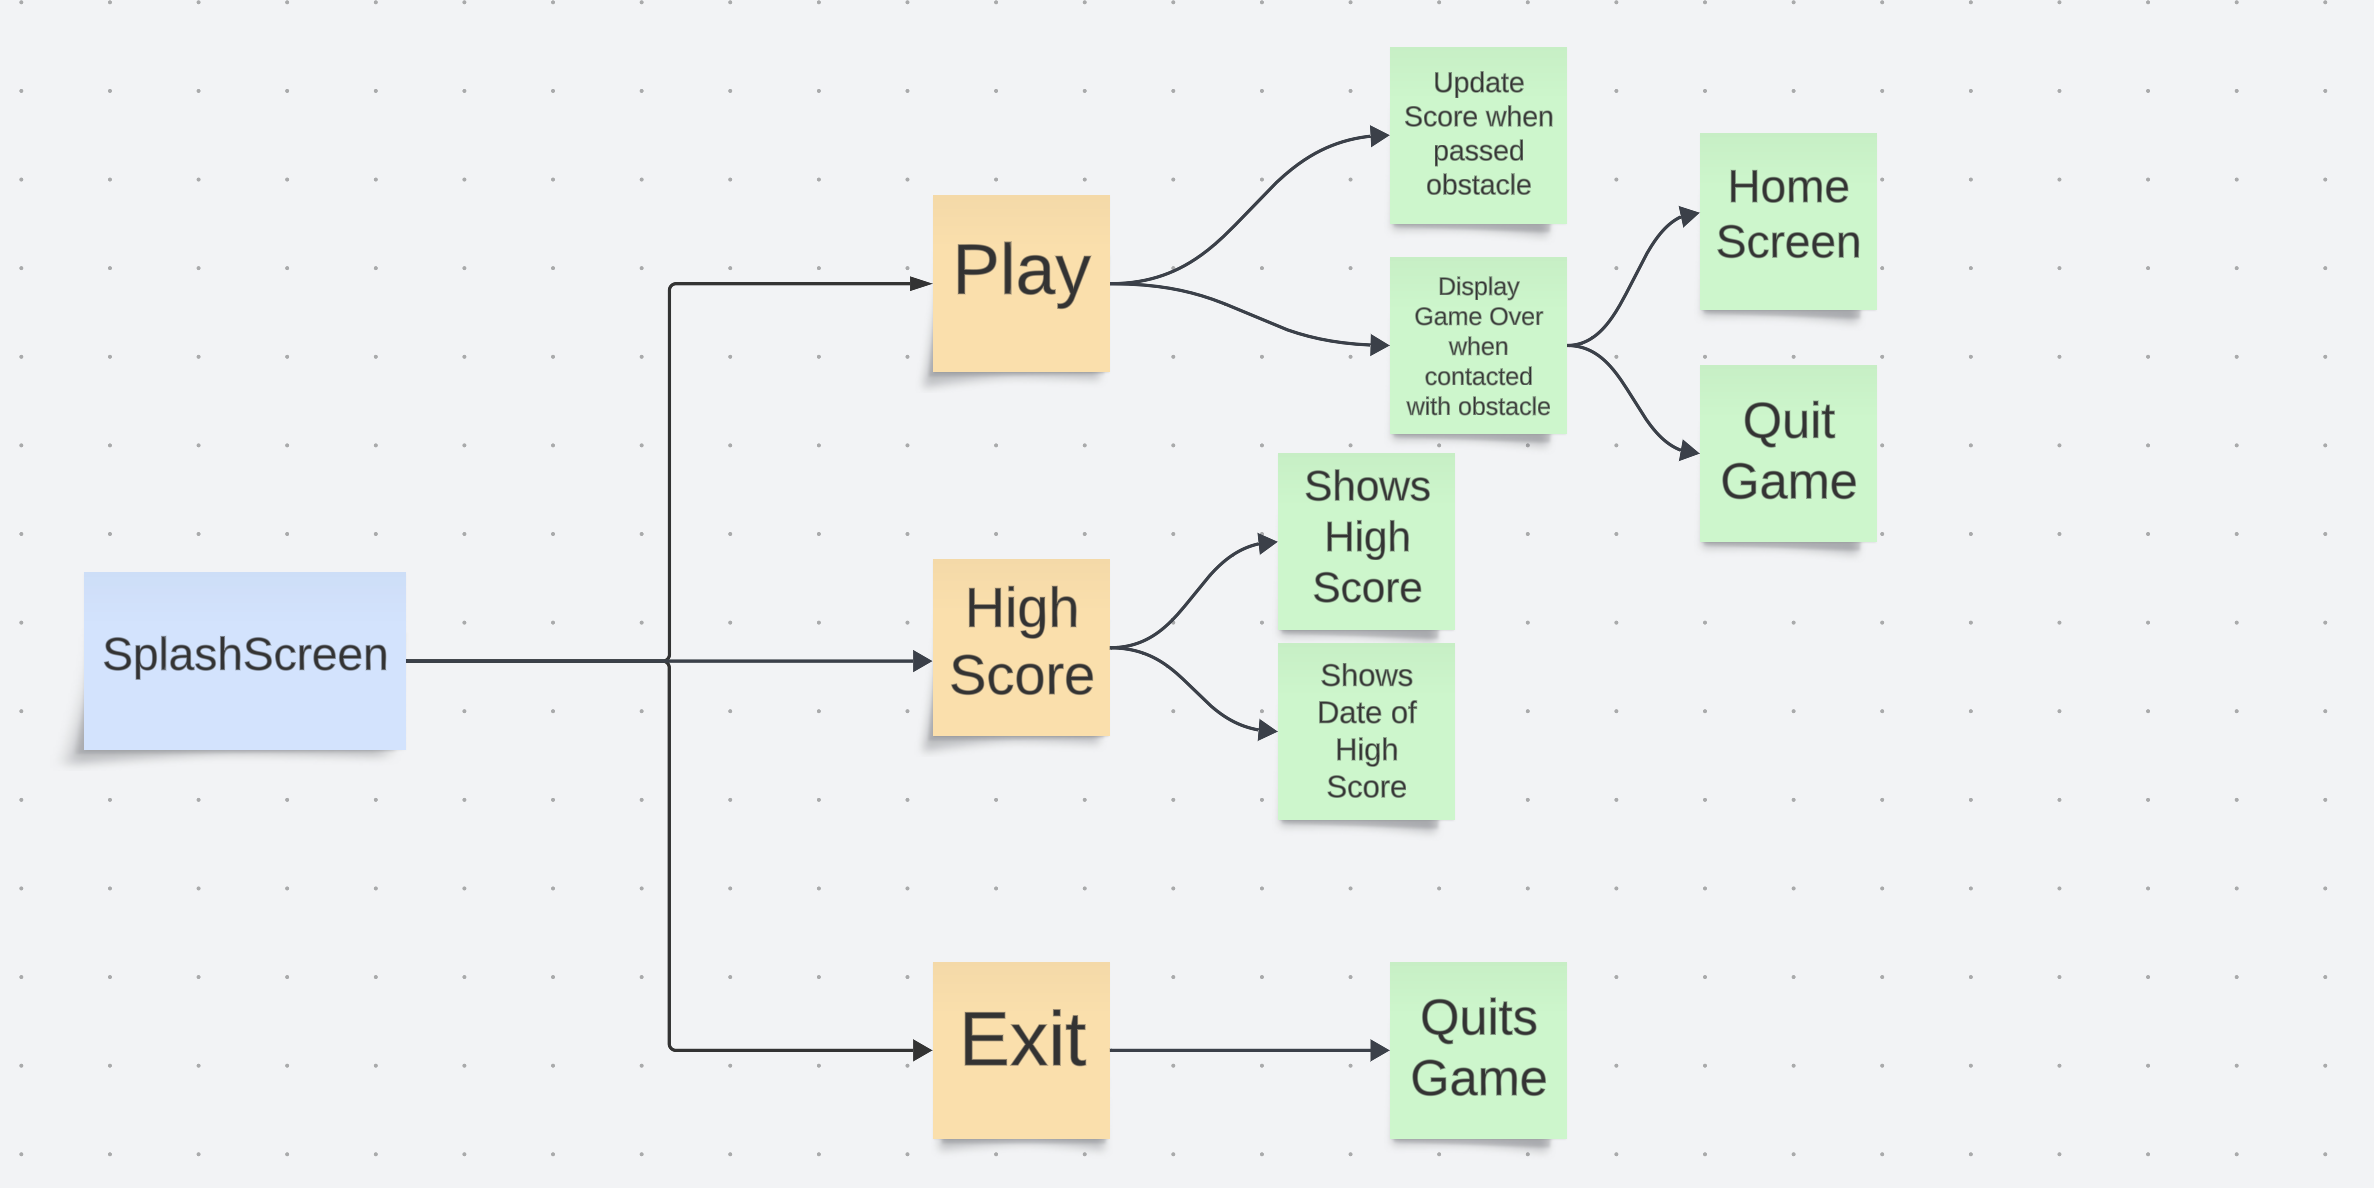 SplashScreen
Play
Update
Score when
passed
obstacle
Display
Game Over
when
contacted
with obstacle
Home
Screen
Quit
Game
High
Score
Shows
High
Score
Shows
Date of
High
Score
Exit
Quits
Game